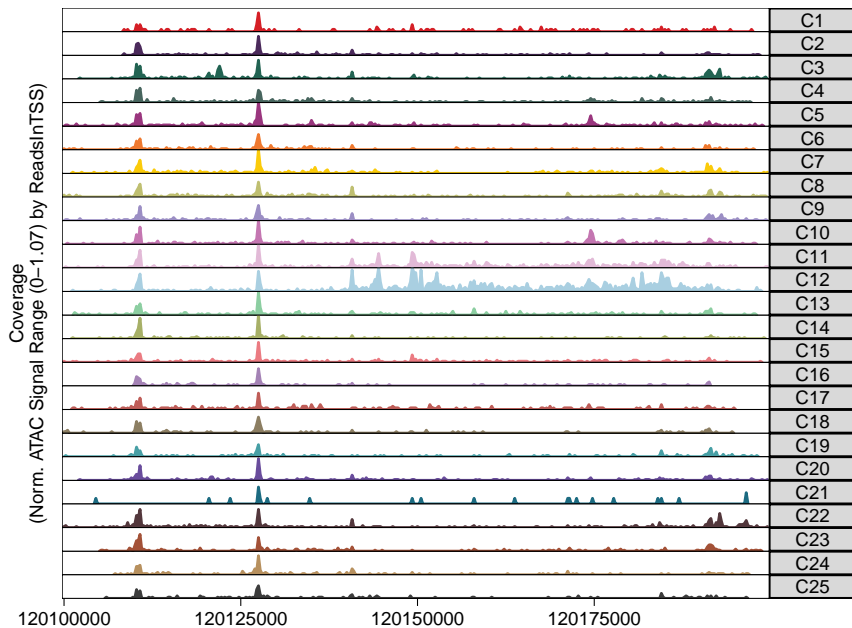 C1
C2
C3
C4
C5
C6
C7
C8
C9
C10
C11
C12
C13
C14
C15
C16
C17
C18
C19
C20
C21
C22
C23
C24
C25
Coverage
(Norm. ATAC Signal Range (0–1.07) by ReadsInTSS)
120100000 120125000 120150000 120175000